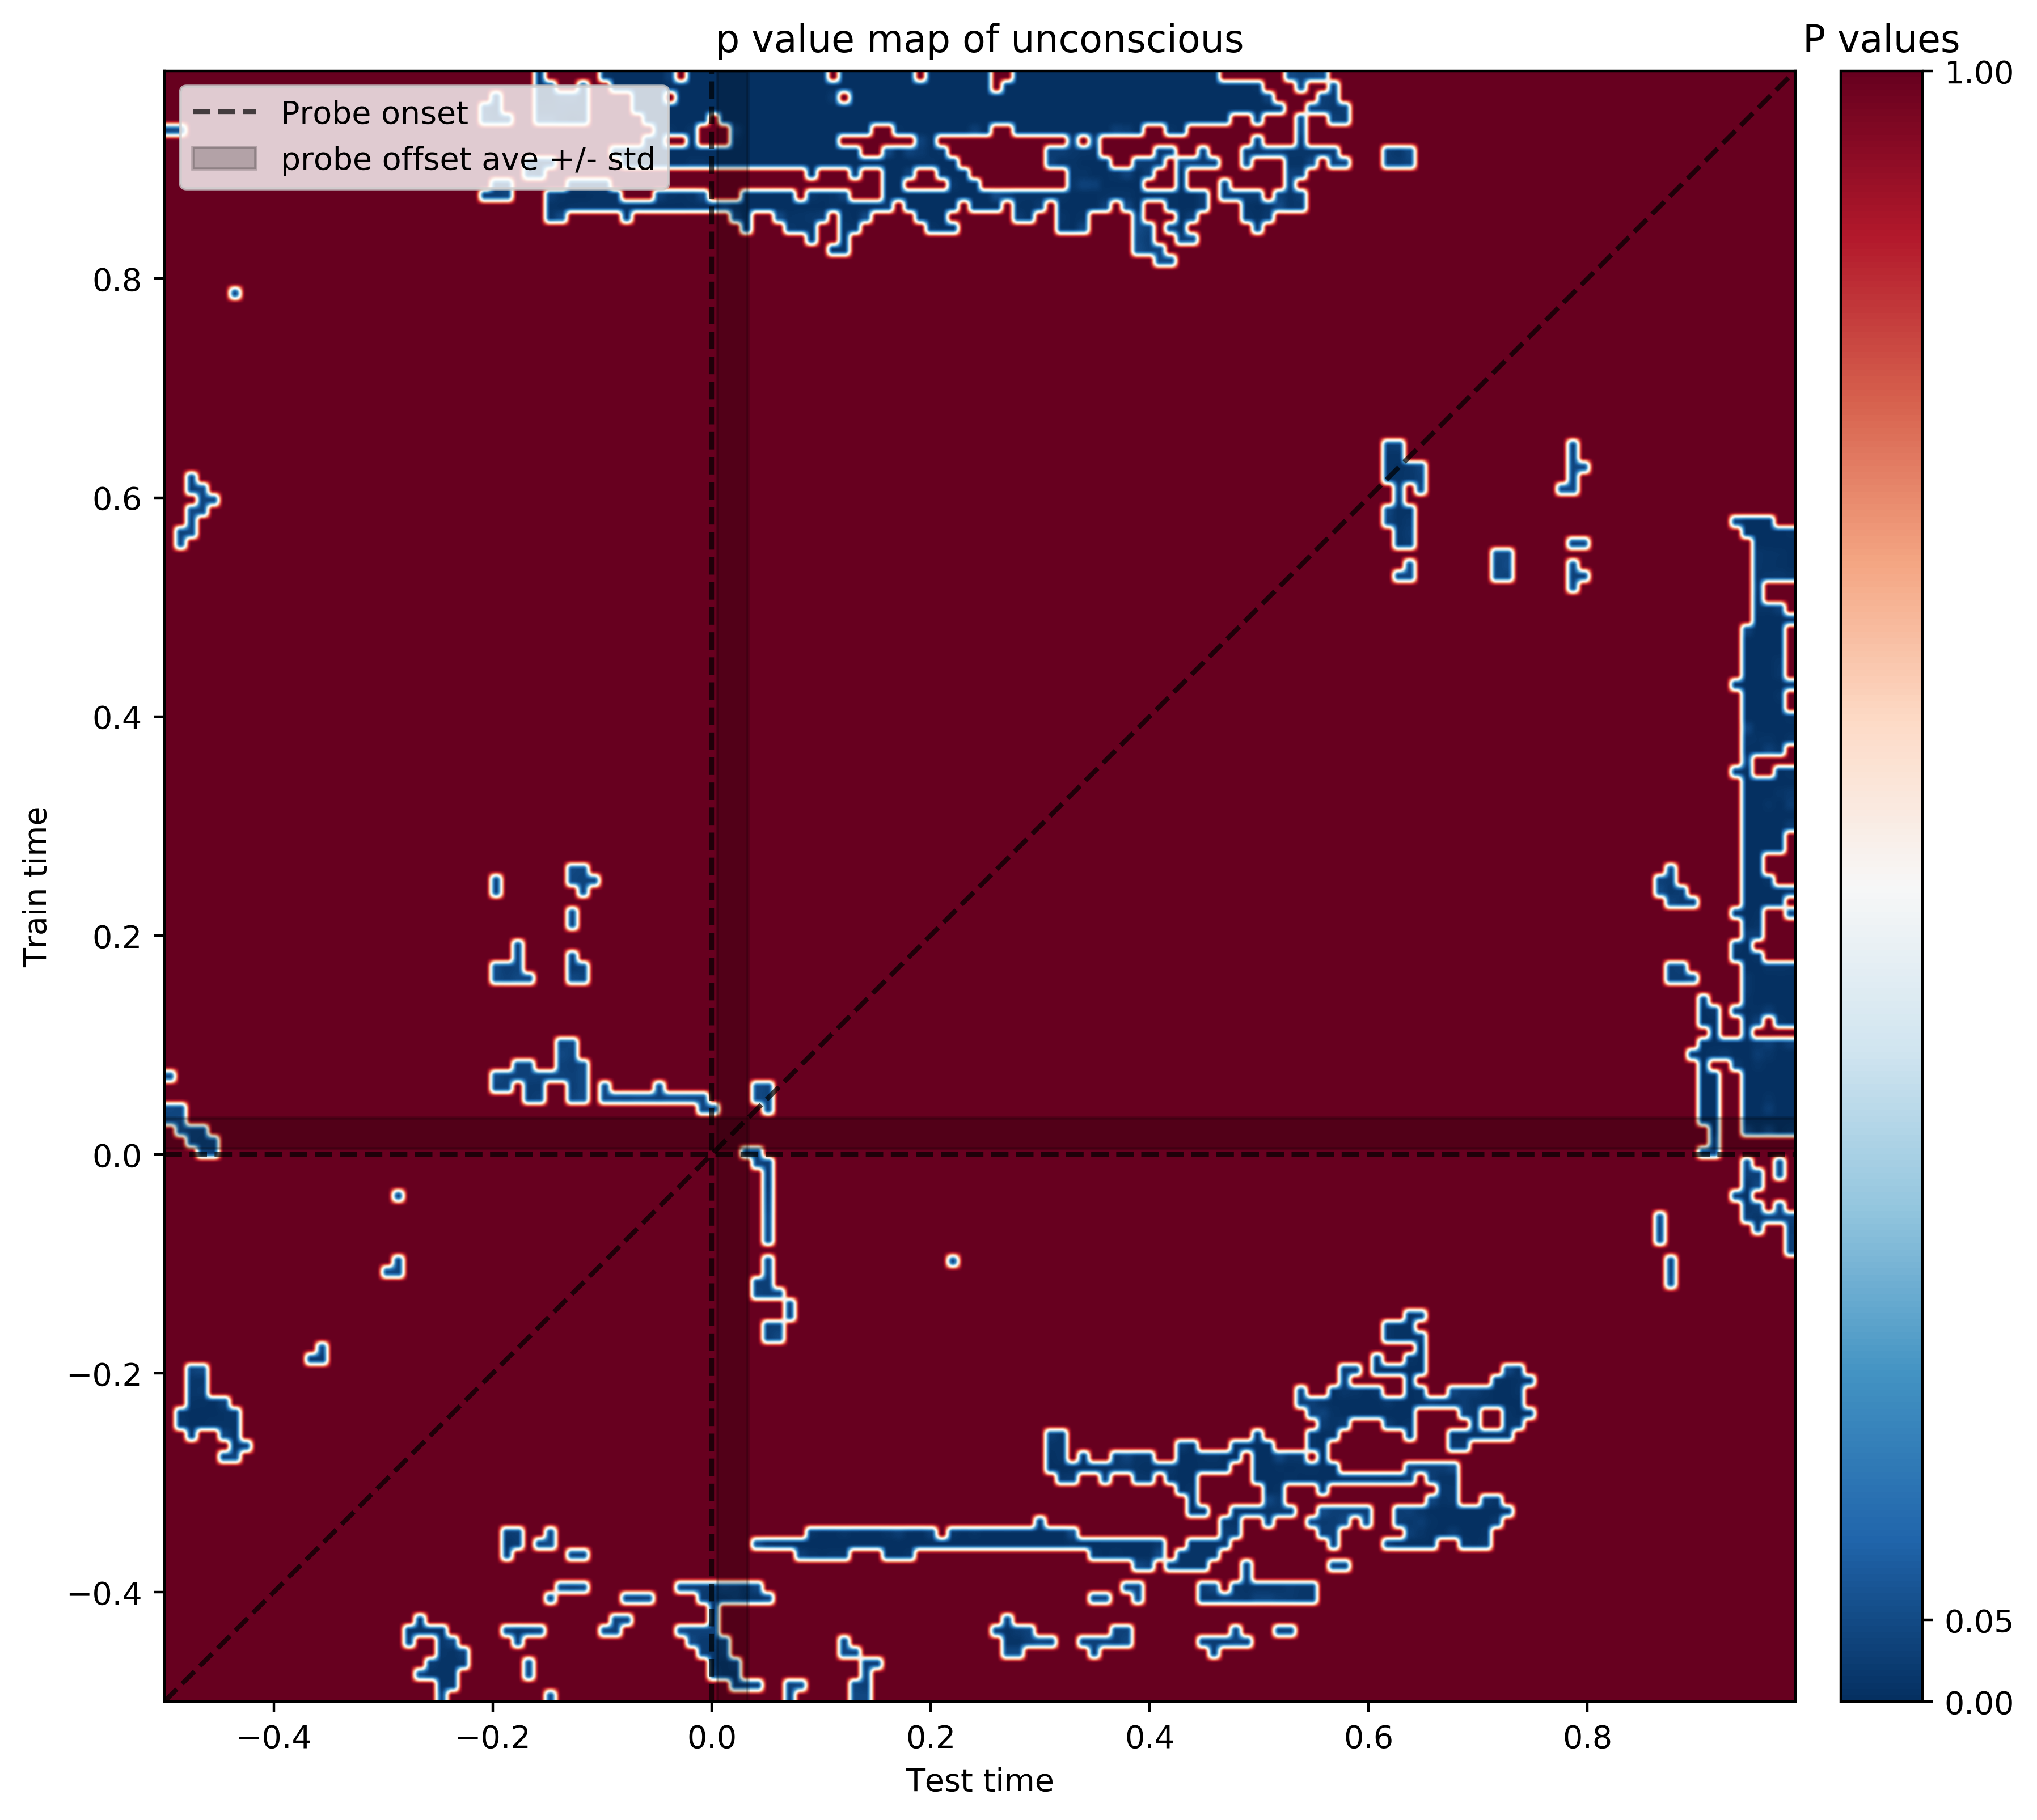 p value map of unconscious
P values
Probe onset
probe offset ave +/- std
1.00
0.05
0.00
Train time
0.8
0.6
0.4
0.2
0.0
−0.2
−0.4
−0.4
−0.2
0.0
0.2
0.4
0.6
0.8
Test time